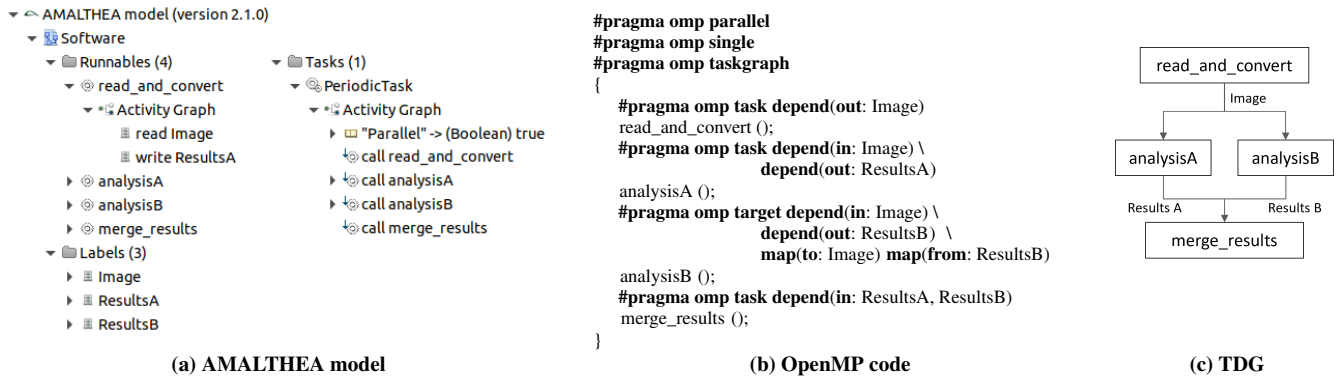 AMALTHEA model (version 2.1.0)
Software
Runnables (4)
read_and_convert
Activity Graph
read Image
write ResultsA
analysisA
analysisB
merge_results
Labels (3)
Image
ResultsA
ResultsB
Tasks (1)
PeriodicTask
Activity Graph
"Parallel" -> (Boolean) true
call read_and_convert
call analysisA
call analysisB
call merge_results
(a) AMALTHEA model
#pragma omp parallel
#pragma omp single
#pragma omp taskgraph
{
#pragma omp task depend(out: Image)
read_and_convert ();
#pragma omp task depend(in: Image) \
depend(out: ResultsA)
analysisA ();
#pragma omp target depend(in: Image) \
depend(out: ResultsB) \
map(to: Image) map(from: ResultsB)
analysisB ();
#pragma omp task depend(in: ResultsA, ResultsB)
merge_results ();
}
(b) OpenMP code
read_and_convert
Image
analysisA analysisB
Results A Results B
merge_results
(c) TDG